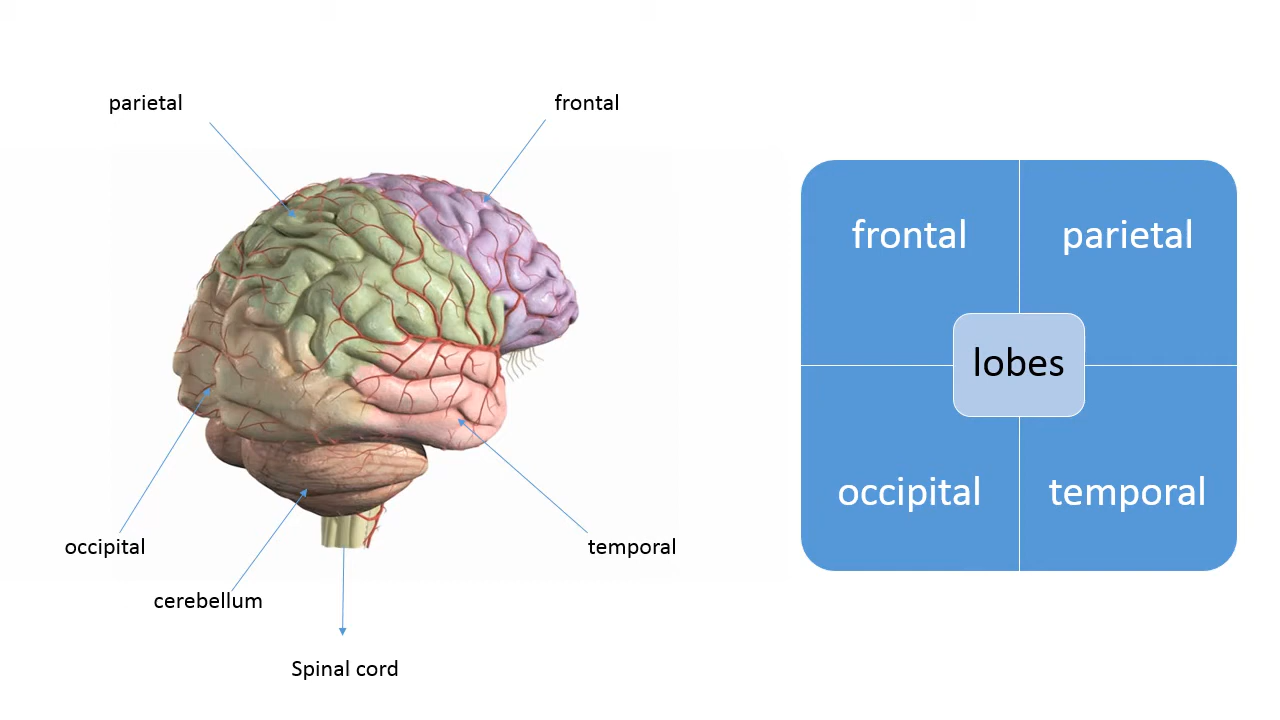 parietal
frontal
occipital
cerebellum
temporal
Spinal cord
frontal
parietal
lobes
occipital
temporal